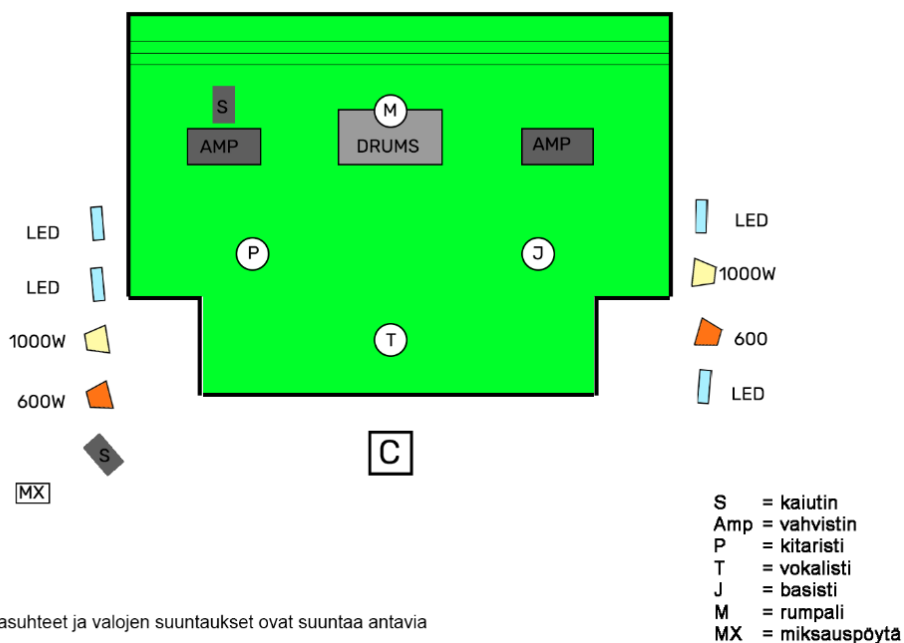 S
M
AMP
DRUMS
AMP
LED
LED
P
J
LED
1000W
1000W
T
600
600W
LED
C
S
MX
S = kaiutin
Amp = vahvistin
P = kitaristi
T = vokalisti
J = basisti
M = rumpali
MX = miksauspöytä
asuhteet ja valojen suuntaukset ovat suuntaa antavia